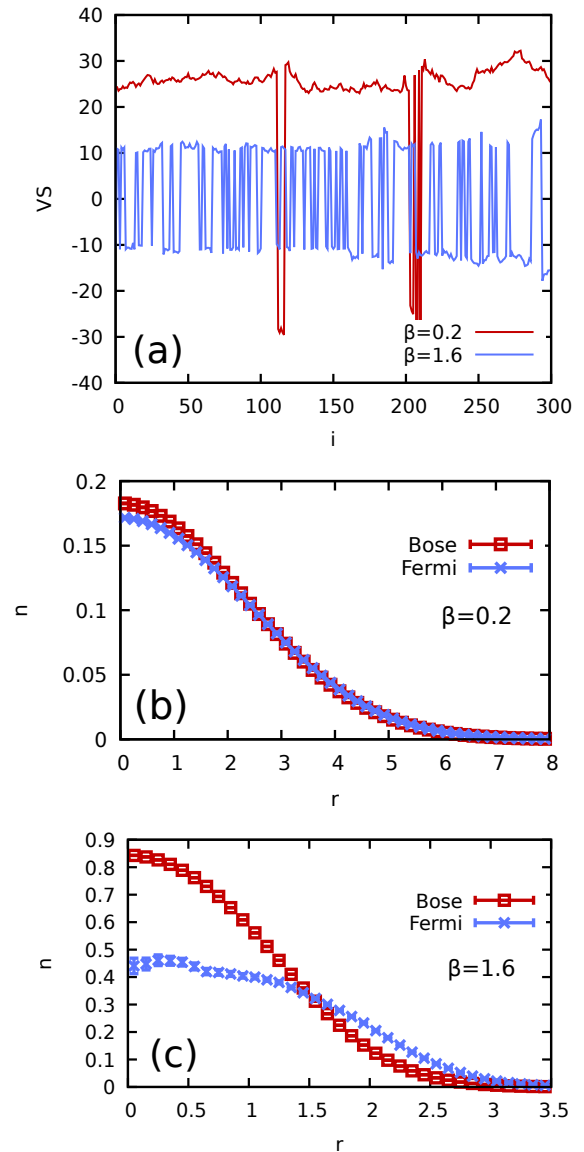 40
30
20
10
0
-10
-20
-30
-40
VS
(a)
β=0.2
β=1.6
0 50 100 150 200 250 300
i
0.2
0.15
0.1
0.05
0
n
Bose
Fermi
β=0.2
(b)
0 1 2 3 4 5 6 7 8
r
0.9
0.8
0.7
0.6
0.5
0.4
0.3
0.2
0.1
0
n
Bose
Fermi
β=1.6
(c)
0 0.5 1 1.5 2 2.5 3 3.5
r